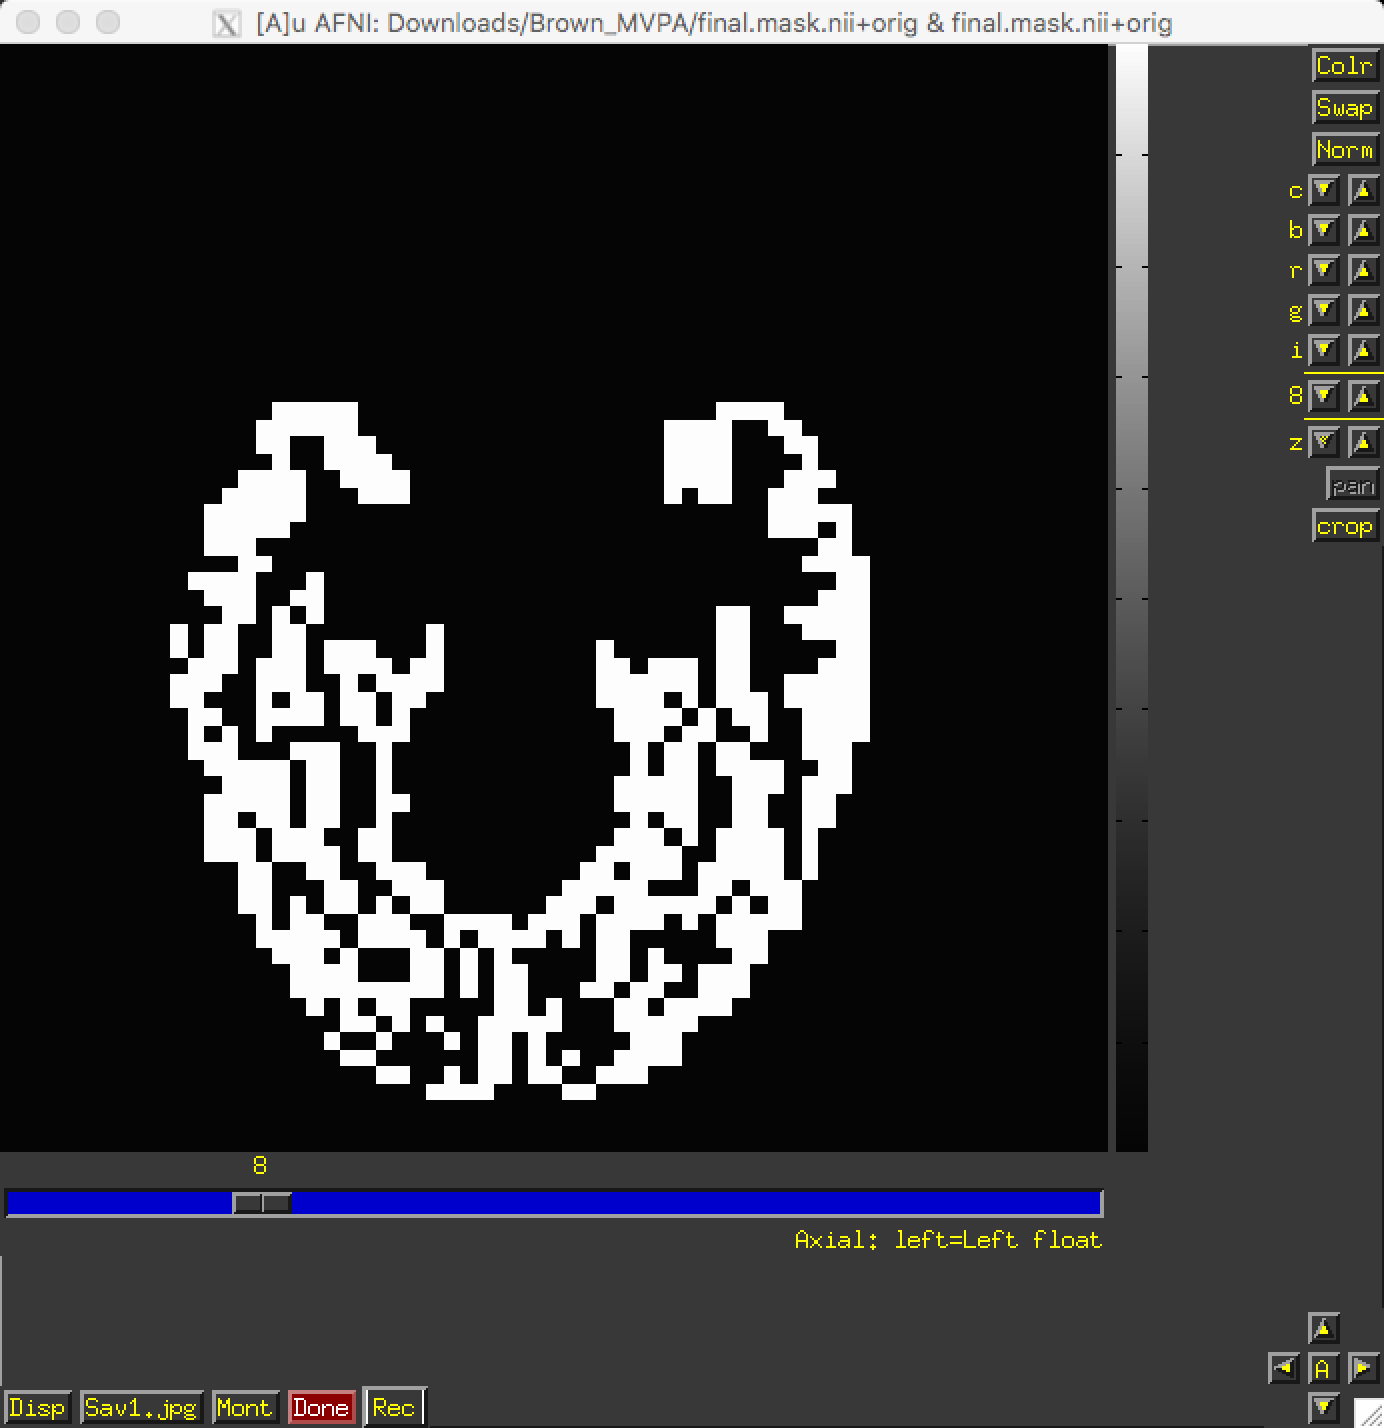 [A]u AFNI: Downloads/Brown_MVPA/final.mask.nii+orig & final.mask.nii+orig
Colr
Swap
Norm
c
b
r
g
i
8
z
pan
crop
8
Axial: left=Left float
A
Disp Sav1.jpg Mont Done Rec